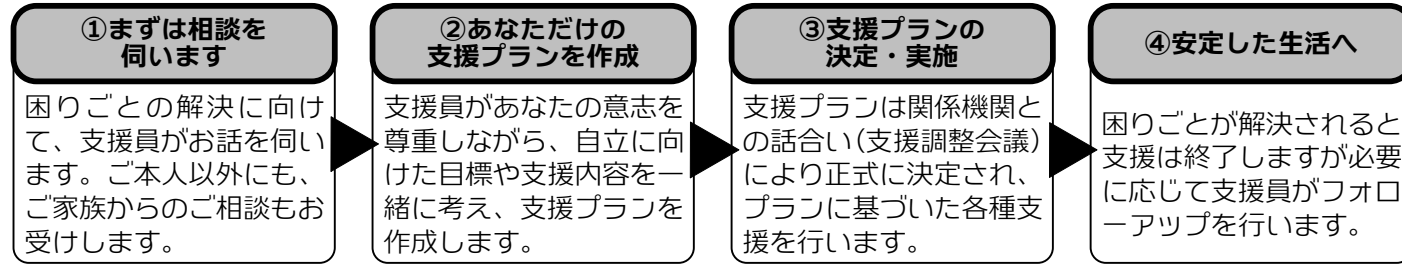 ①まずは相談を
伺います
困りごとの解決に向け
て、支援員がお話を伺い
ます。ご本人以外にも、
ご家族からのご相談もお
受けします。
②あなただけの
支援プランを作成
支援員があなたの意志を
尊重しながら、自立に向
けた目標や支援内容を一
緒に考え、支援プランを
作成します。
③支援プランの
決定・実施
支援プランは関係機関と
の話合い(支援調整会議)
により正式に決定され、
プランに基づいた各種支
援を行います。
④安定した生活へ
困りごとが解決されると
支援は終了しますが必要
に応じて支援員がフォロ
ーアップを行います。